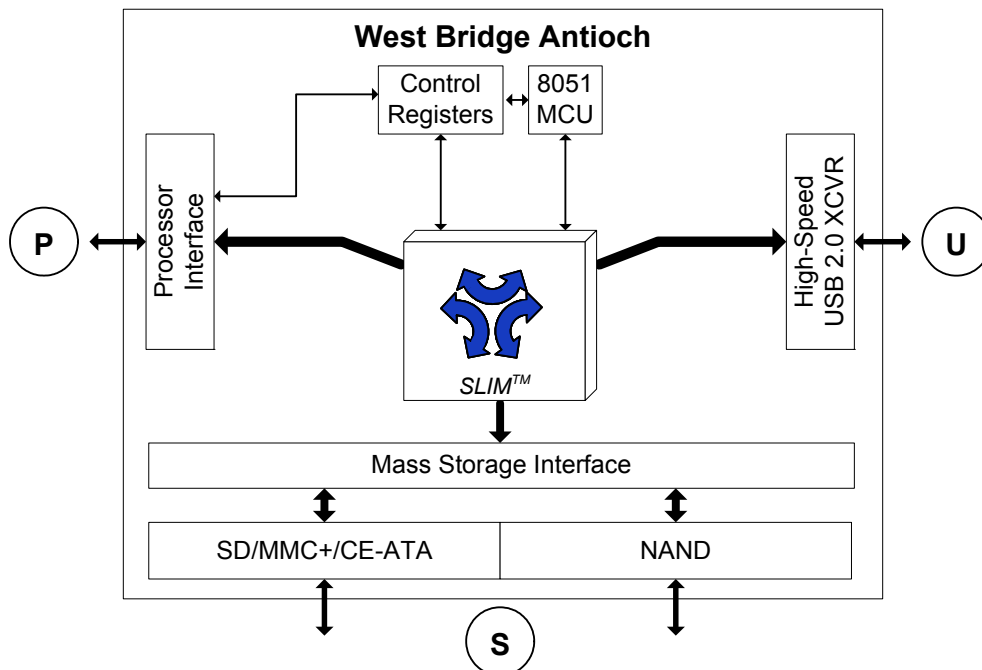 West Bridge Antioch
Control
Registers
8051
MCU
P
Processor
Interface
High-Speed
USB 2.0 XCVR
U
SLIM™
Mass Storage Interface
SD/MMC+/CE-ATA
NAND
S